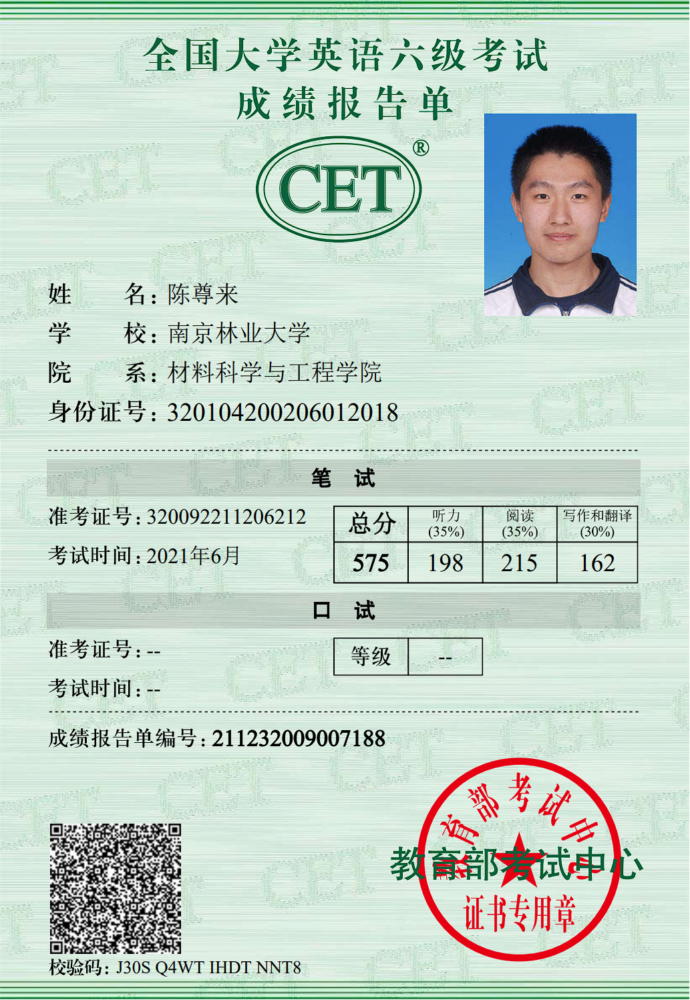 全国大学英语六级考试
成绩报告单
CET®
姓名：陈尊来
学校：南京林业大学
院系：材料科学与工程学院
身份证号：320104200206012018
笔 试
准考证号：320092211206212
考试时间：2021年6月
总分 听力(35%) 阅读(35%) 写作和翻译(30%)
575 198 215 162
口 试
准考证号：--
考试时间：--
等级 --
成绩报告单编号：211232009007188
教育部考试中心
教育部考试中心
证书专用章
校验码：J30S Q4WT IHDT NNT8